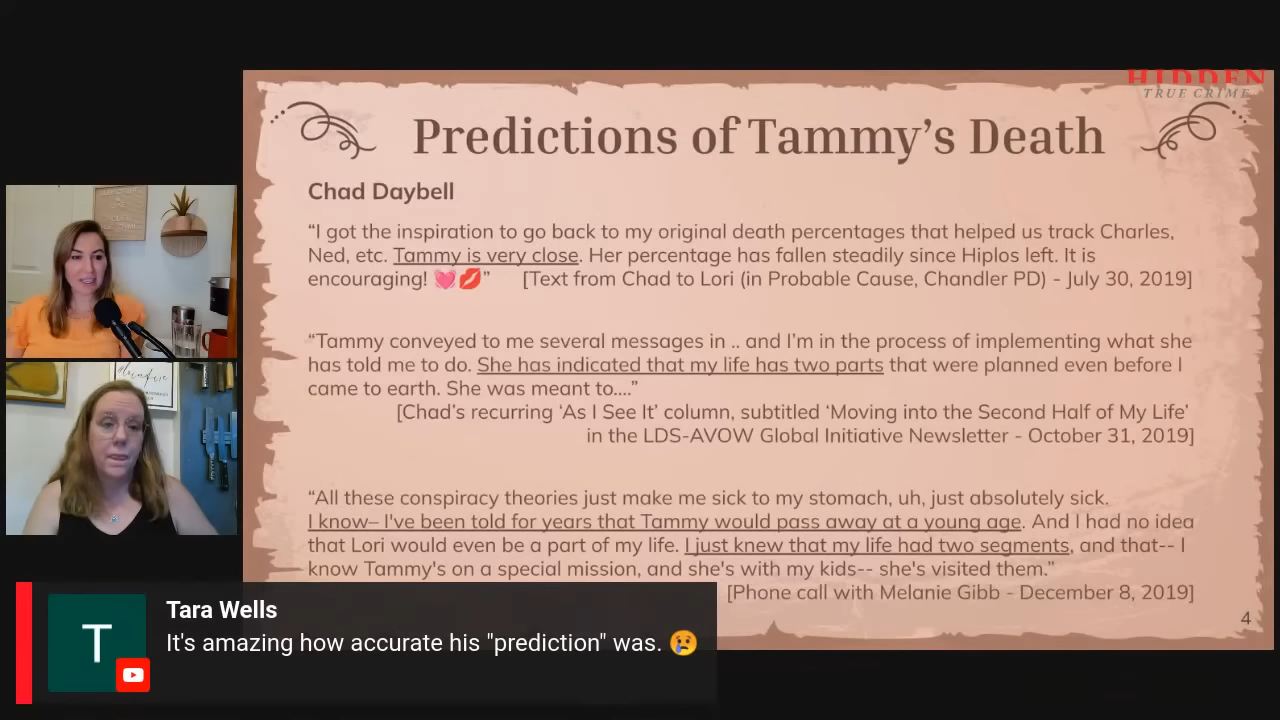 HIDDEN
TRUE CRIME
Predictions of Tammy's Death
Chad Daybell
“I got the inspiration to go back to my original death percentages that helped us track Charles,
Ned, etc. Tammy is very close. Her percentage has fallen steadily since Hiplos left. It is
encouraging! 💓💋” [Text from Chad to Lori (in Probable Cause, Chandler PD) - July 30, 2019]
“Tammy conveyed to me several messages in .. and I’m in the process of implementing what she
has told me to do. She has indicated that my life has two parts that were planned even before I
came to earth. She was meant to....”
[Chad’s recurring ‘As I See It’ column, subtitled ‘Moving into the Second Half of My Life’
in the LDS-AVOW Global Initiative Newsletter - October 31, 2019]
“All these conspiracy theories just make me sick to my stomach, uh, just absolutely sick.
I know– I've been told for years that Tammy would pass away at a young age. And I had no idea
that Lori would even be a part of my life. I just knew that my life had two segments, and that-- I
know Tammy's on a special mission, and she's with my kids-- she's visited them.”
[Phone call with Melanie Gibb - December 8, 2019]
4
T
Tara Wells
It's amazing how accurate his "prediction" was. 😢